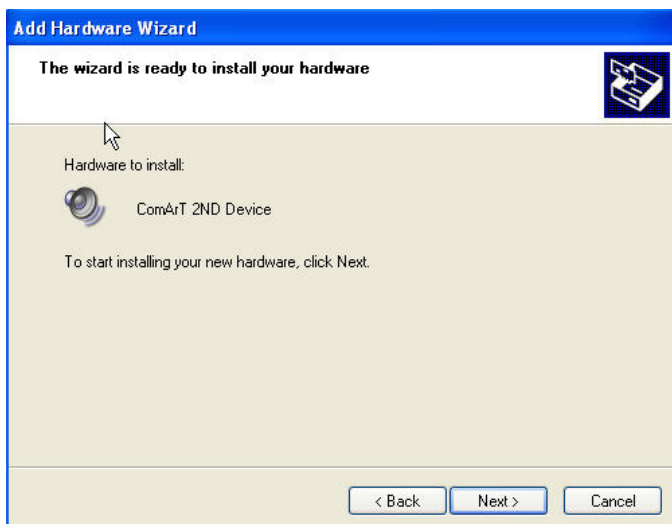 Add Hardware Wizard
The wizard is ready to install your hardware
Hardware to install:
ComArT 2ND Device
To start installing your new hardware, click Next.
< Back Next > Cancel